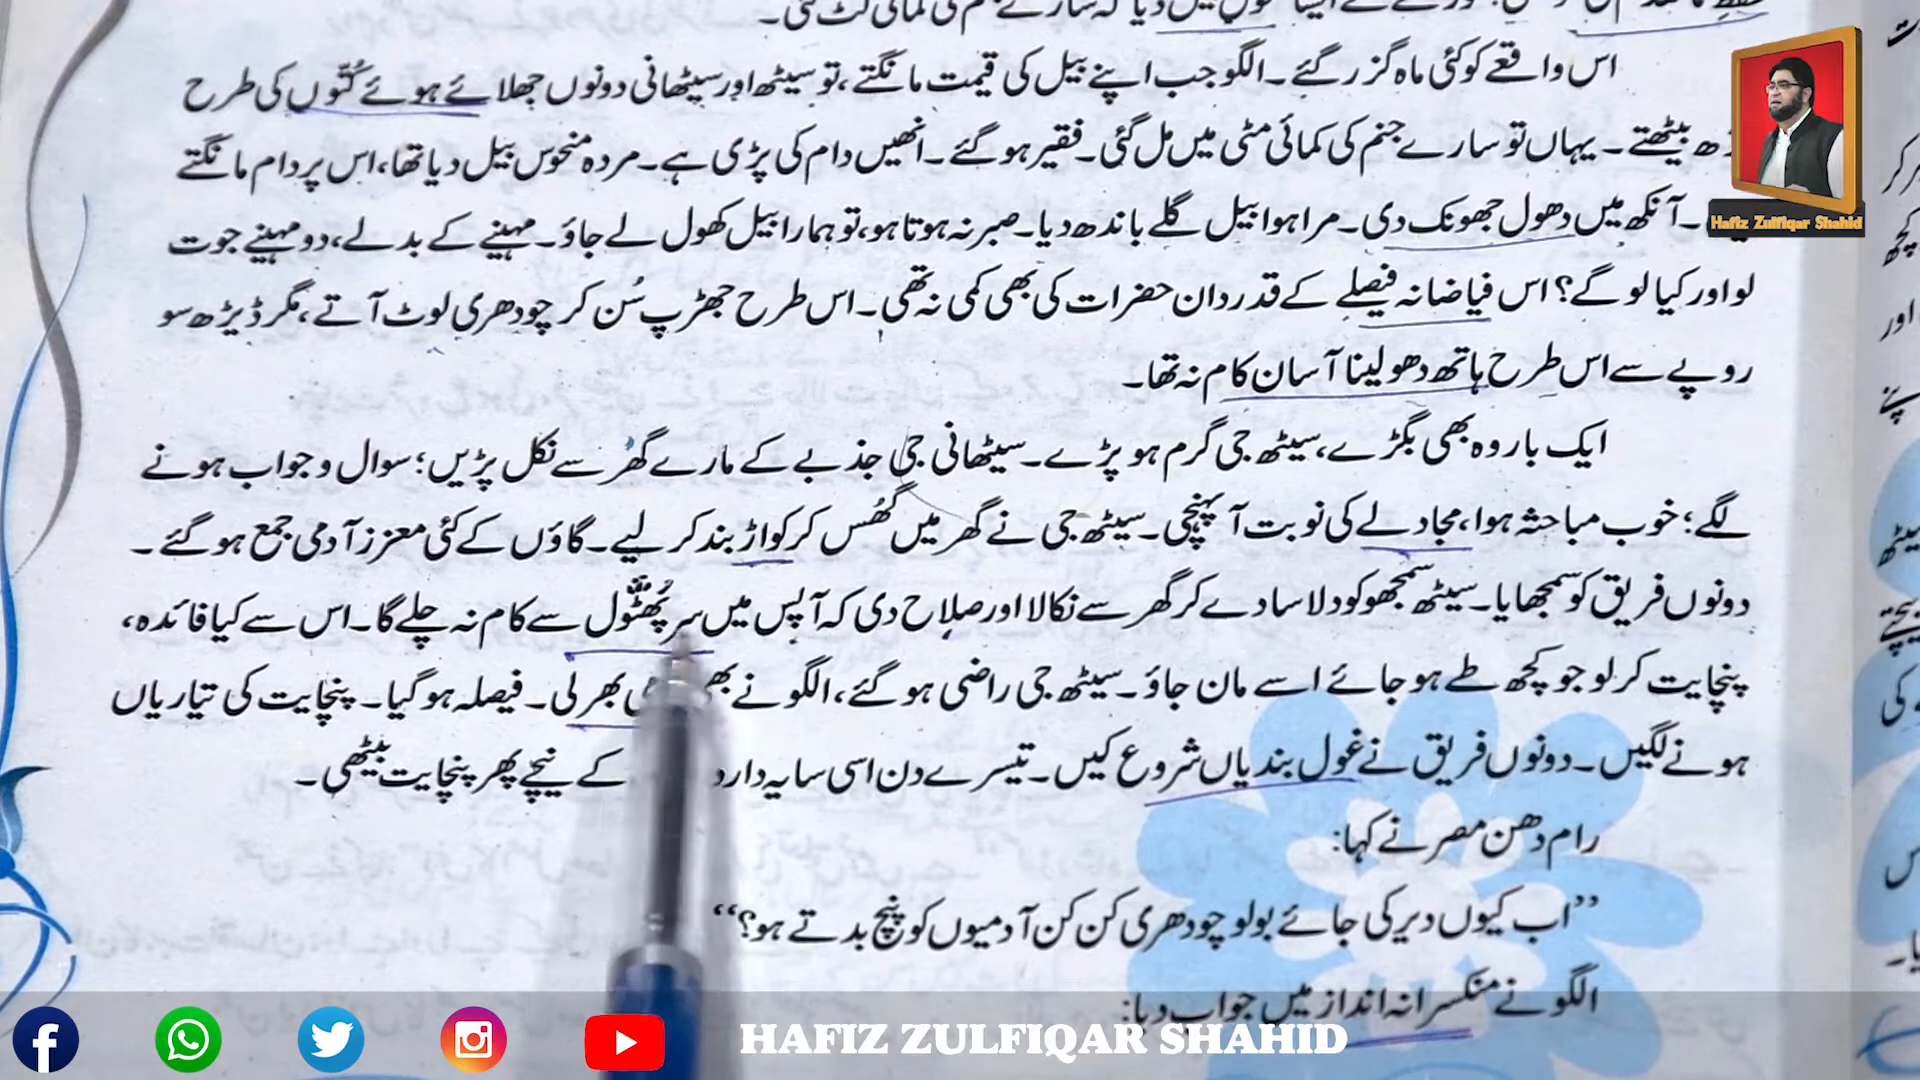 اس واقعے کو کئی ماہ گزر گئے۔ الگو جب اپنے بیل کی قیمت مانگتے، تو سیٹھ اور سیٹھانی دونوں جھلائے ہوئے کتّوں کی طرح
بیٹھتے۔ یہاں تو سارے جنم کی کمائی مٹی میں مل گئی۔ فقیر ہو گئے۔ انھیں دام کی پڑی ہے۔ مردہ منحوس بیل دیا تھا، اس پر دام مانگتے
۔ آنکھ میں دھول جھونک دی۔ مرا ہوا بیل گلے باندھ دیا۔ صبر نہ ہوتا ہو، تو ہمارا بیل کھول لے جاؤ۔ مہینے کے بدلے، دو مہینے جوت
لو اور کیا لو گے؟ اس فیاضانہ فیصلے کے قدردان حضرات کی بھی کمی نہ تھی۔ اس طرح جھڑپ سُن کر چودھری لوٹ آتے، مگر ڈیڑھ سو
روپے سے اس طرح ہاتھ دھو لینا آسان کام نہ تھا۔
ایک بار وہ بھی بگڑے، سیٹھ جی گرم ہو پڑے۔ سیٹھانی جی جذبے کے مارے گھر سے نکل پڑیں؛ سوال و جواب ہونے
لگے؛ خوب مباحثہ ہوا، مجادلے کی نوبت آ پہنچی۔ سیٹھ جی نے گھر میں گھُس کر کواڑ بند کر لیے۔ گاؤں کے کئی معزز آدمی جمع ہو گئے۔
دونوں فریق کو سمجھایا۔ سیٹھ سمجھو کو دلاسا دے کر گھر سے نکالا اور صلاح دی کہ آپس میں سر پُھٹّول سے کام نہ چلے گا۔ اس سے کیا فائدہ،
پنچایت کر لو جو کچھ طے ہو جائے اسے مان جاؤ۔ سیٹھ جی راضی ہو گئے، الگو نے بھر لی۔ فیصلہ ہو گیا۔ پنچایت کی تیاریاں
ہونے لگیں۔ دونوں فریق نے غول بندیاں شروع کیں۔ تیسرے دن اسی سایہ دار کے نیچے پھر پنچایت بیٹھی۔
رام دھن مصر نے کہا:
”اب کیوں دیر کی جائے بولو چودھری کن کن آدمیوں کو پنچ بدتے ہو؟“
الگو نے منکسرانہ انداز میں جواب دیا:
Hafiz Zulfiqar Shahid
HAFIZ ZULFIQAR SHAHID